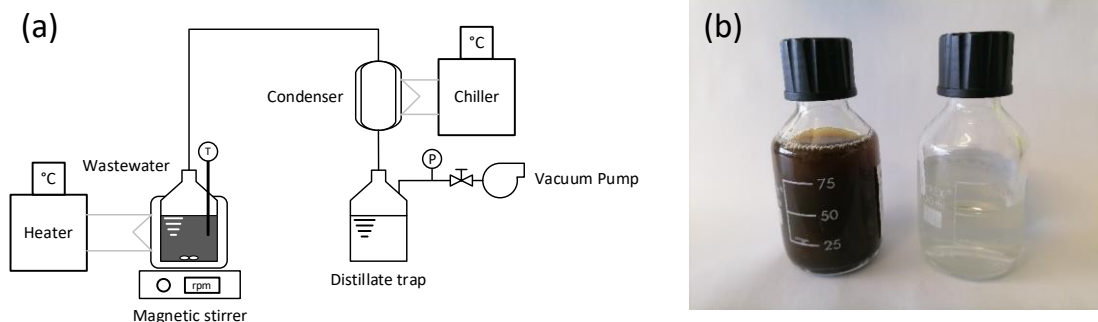 (a)
°C
Condenser
Chiller
Wastewater
T
P
°C
Vacuum Pump
Heater
rpm
Distillate trap
Magnetic stirrer
(b)
75
50
25